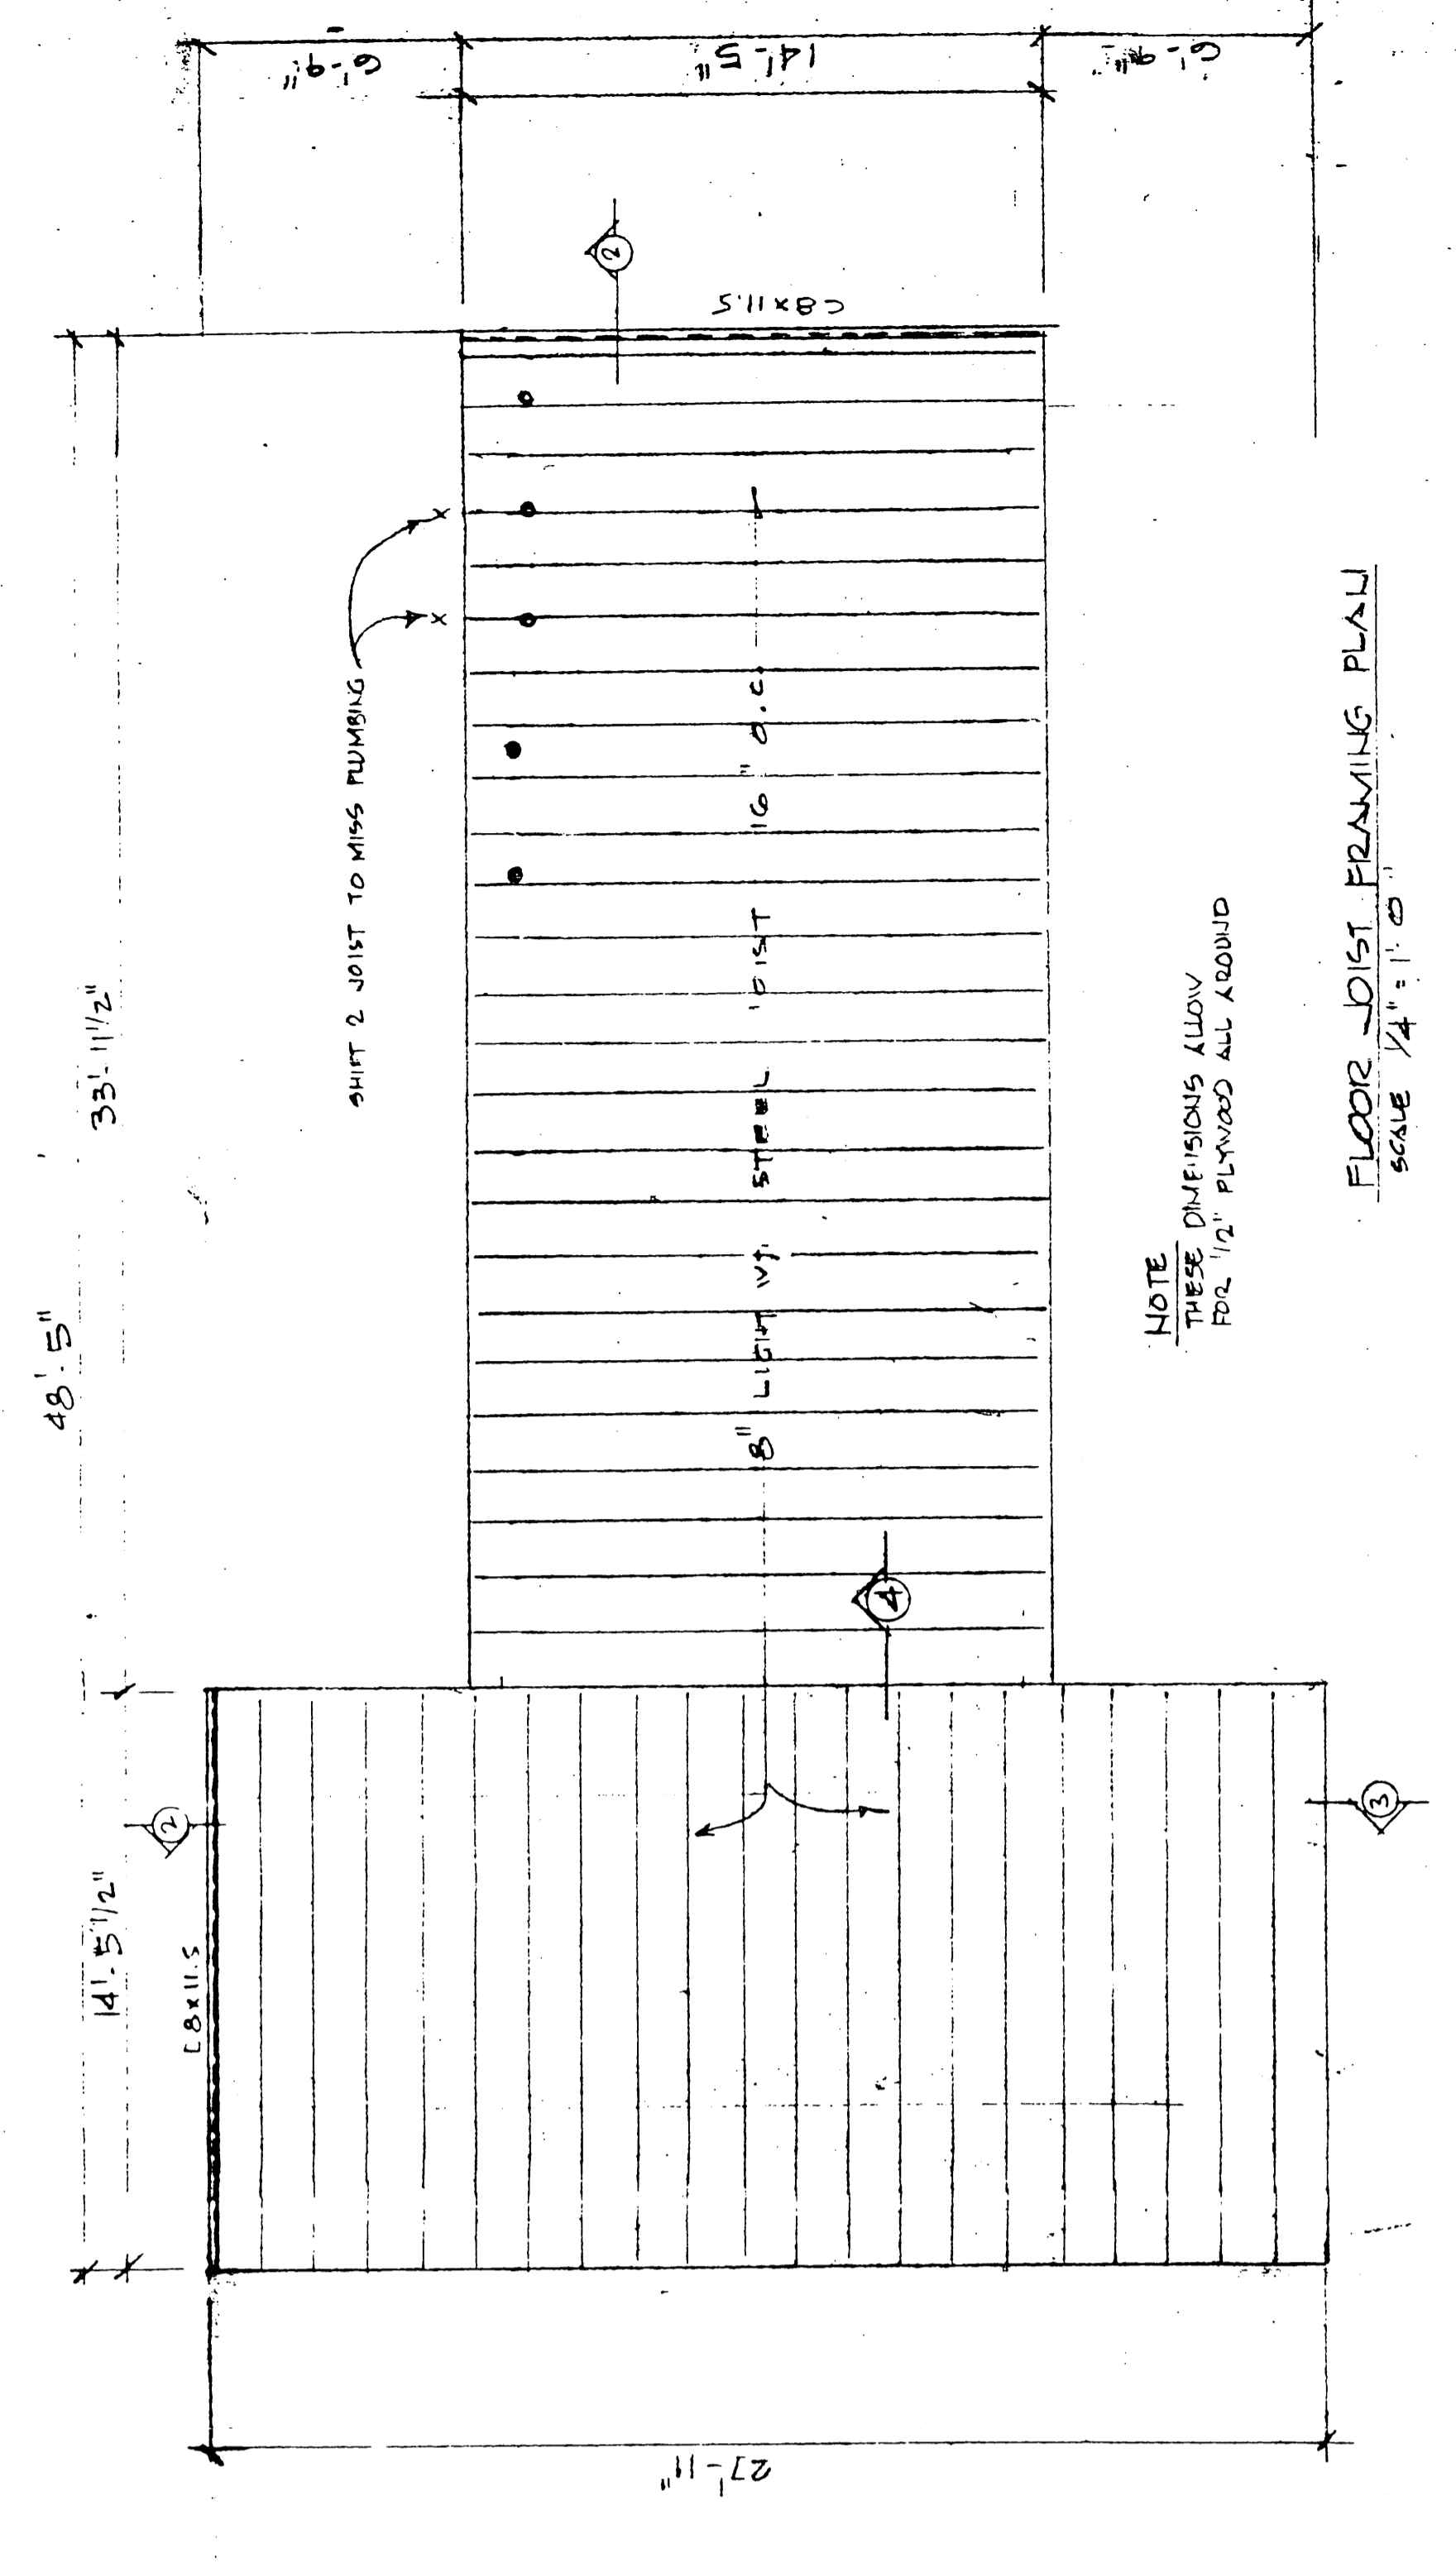 48'-5"
33'-11 1/2"
14'-5 1/2"
6'-9"
14'-5"
6'-9"
27'-11"
C8x11.5
[8x11.5
2
2
3
4
SHIFT 2 JOIST TO MISS PLUMBING
8" LIGHT WT. STEEL JOIST 16" O.C.
NOTE
THESE DIMENSIONS ALLOW
FOR 1/2" PLYWOOD ALL AROUND
FLOOR JOIST FRAMING PLAN
SCALE 1/4" = 1'-0"